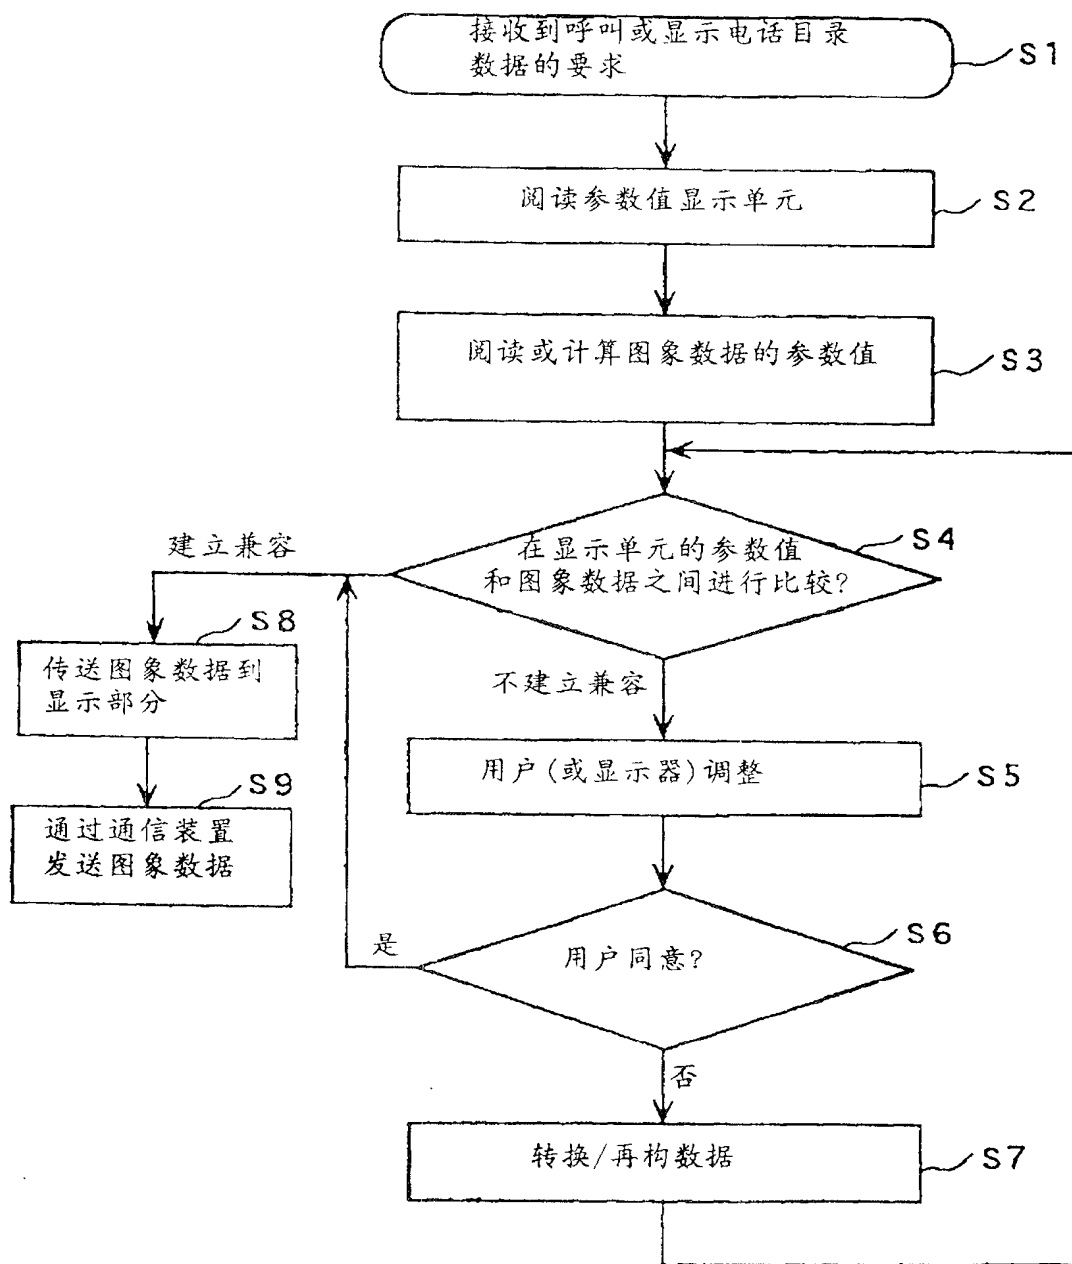 接收到呼叫或显示电话目录
数据的要求
S1
阅读参数值显示单元
S2
阅读或计算图象数据的参数值
S3
在显示单元的参数值
和图象数据之间进行比较?
S4
建立兼容
S8
传送图象数据到
显示部分
不建立兼容
用户(或显示器)调整
S5
S9
通过通信装置
发送图象数据
用户同意?
S6
是
否
转换/再构数据
S7